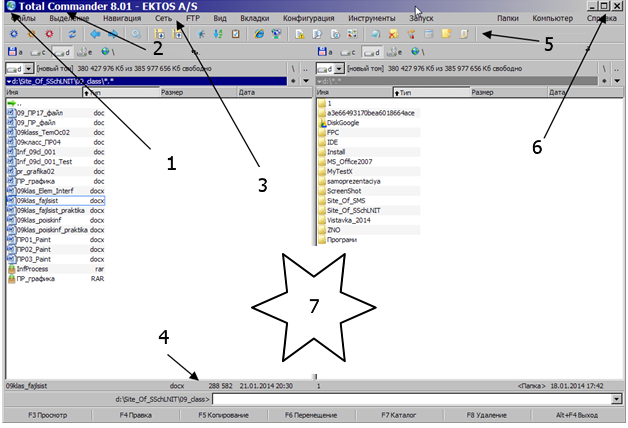 Total Commander 8.01 - EKTOS A/S
Файлы Выделение Навигация Сеть FTP Вид Вкладки Конфигурация Инструменты Запуск Папки Компьютер Справка
2
5
a c d e a c d e
d [новый том] 380 427 976 Кб из 385 977 656 Кб свободно \ .. d [новый том] 380 427 976 Кб из 385 977 656 Кб свободно \ ..
d:\Site_Of_SSchLNIT\09_class\*.* * d:\*.* *
Имя Тип Размер Дата Имя Тип Размер Дата
..
1
09_ПР17_файл doc
a3e66493170bea6018664ace
09_ПР_файл doc
DiskGoogle
09klass_TemOc02 doc
FPC
09класс_ПР04 doc
IDE
Inf_09cl_001 doc
Install
Inf_09cl_001_Test doc
MS_Office2007
pr_grafika02 doc
MyTestX
ПР_графика doc
samoprezentaciya
09klas_Elem_Interf docx
ScreenShot
09klas_fajlsist docx
Site_Of_SMS
09klas_fajlsist_praktika docx
Site_Of_SSchLNIT
09klas_poiskinf docx
Vistavka_2014
09klas_poiskinf_praktika docx
ZNO
ПР01_Paint docx
Програми
ПР02_Paint docx
ПР03_Paint docx
InfProcess rar
ПР_графика RAR
1
3
6
7
4
09klas_fajlsist docx 288 582 21.01.2014 20:30 1 <Папка> 18.01.2014 17:42
d:\Site_Of_SSchLNIT\09_class>
F3 Просмотр F4 Правка F5 Копирование F6 Перемещение F7 Каталог F8 Удаление Alt+F4 Выход